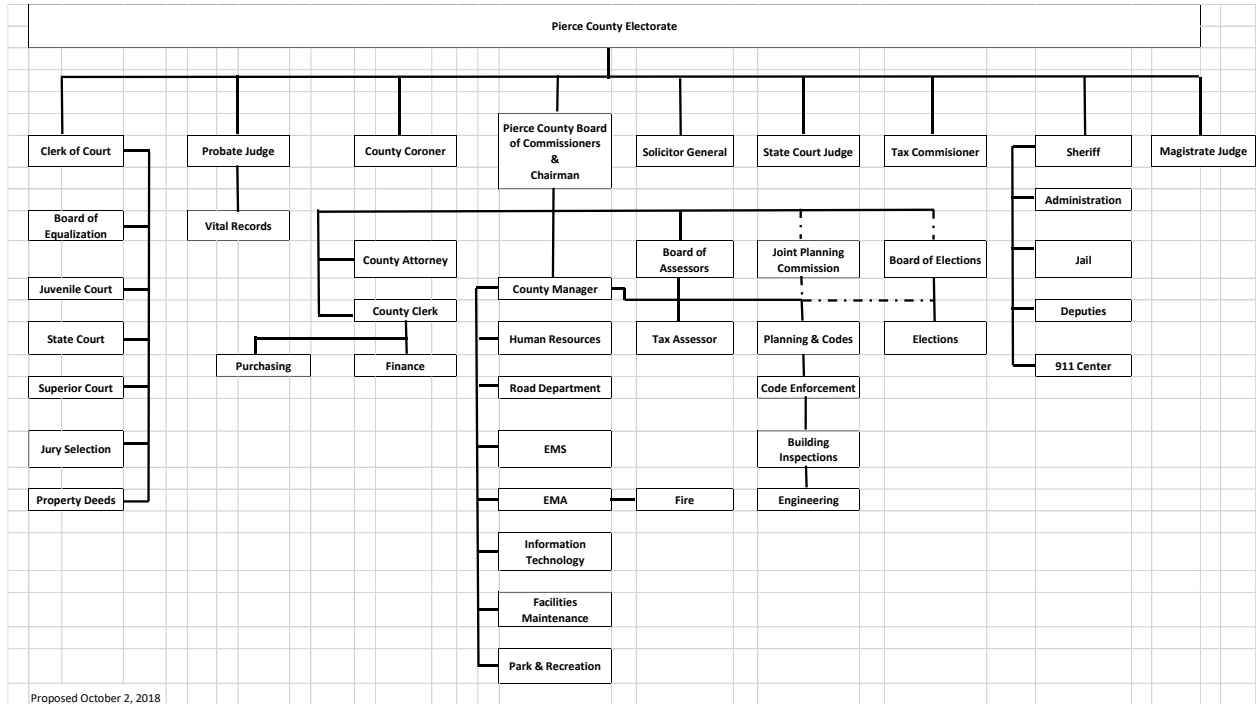 Pierce County Electorate
Clerk of Court
Probate Judge
County Coroner
Pierce County Board
of Commissioners
&
Chairman
Solicitor General
State Court Judge
Tax Commisioner
Sheriff
Magistrate Judge
Administration
Board of
Equalization
Vital Records
County Attorney
Board of
Assessors
Joint Planning
Commission
Board of Elections
Jail
Juvenile Court
County Manager
County Clerk
Deputies
State Court
Human Resources
Tax Assessor
Planning & Codes
Elections
Purchasing
Finance
911 Center
Superior Court
Road Department
Code Enforcement
Jury Selection
EMS
Building
Inspections
Property Deeds
EMA
Fire
Engineering
Information
Technology
Facilities
Maintenance
Park & Recreation
Proposed October 2, 2018